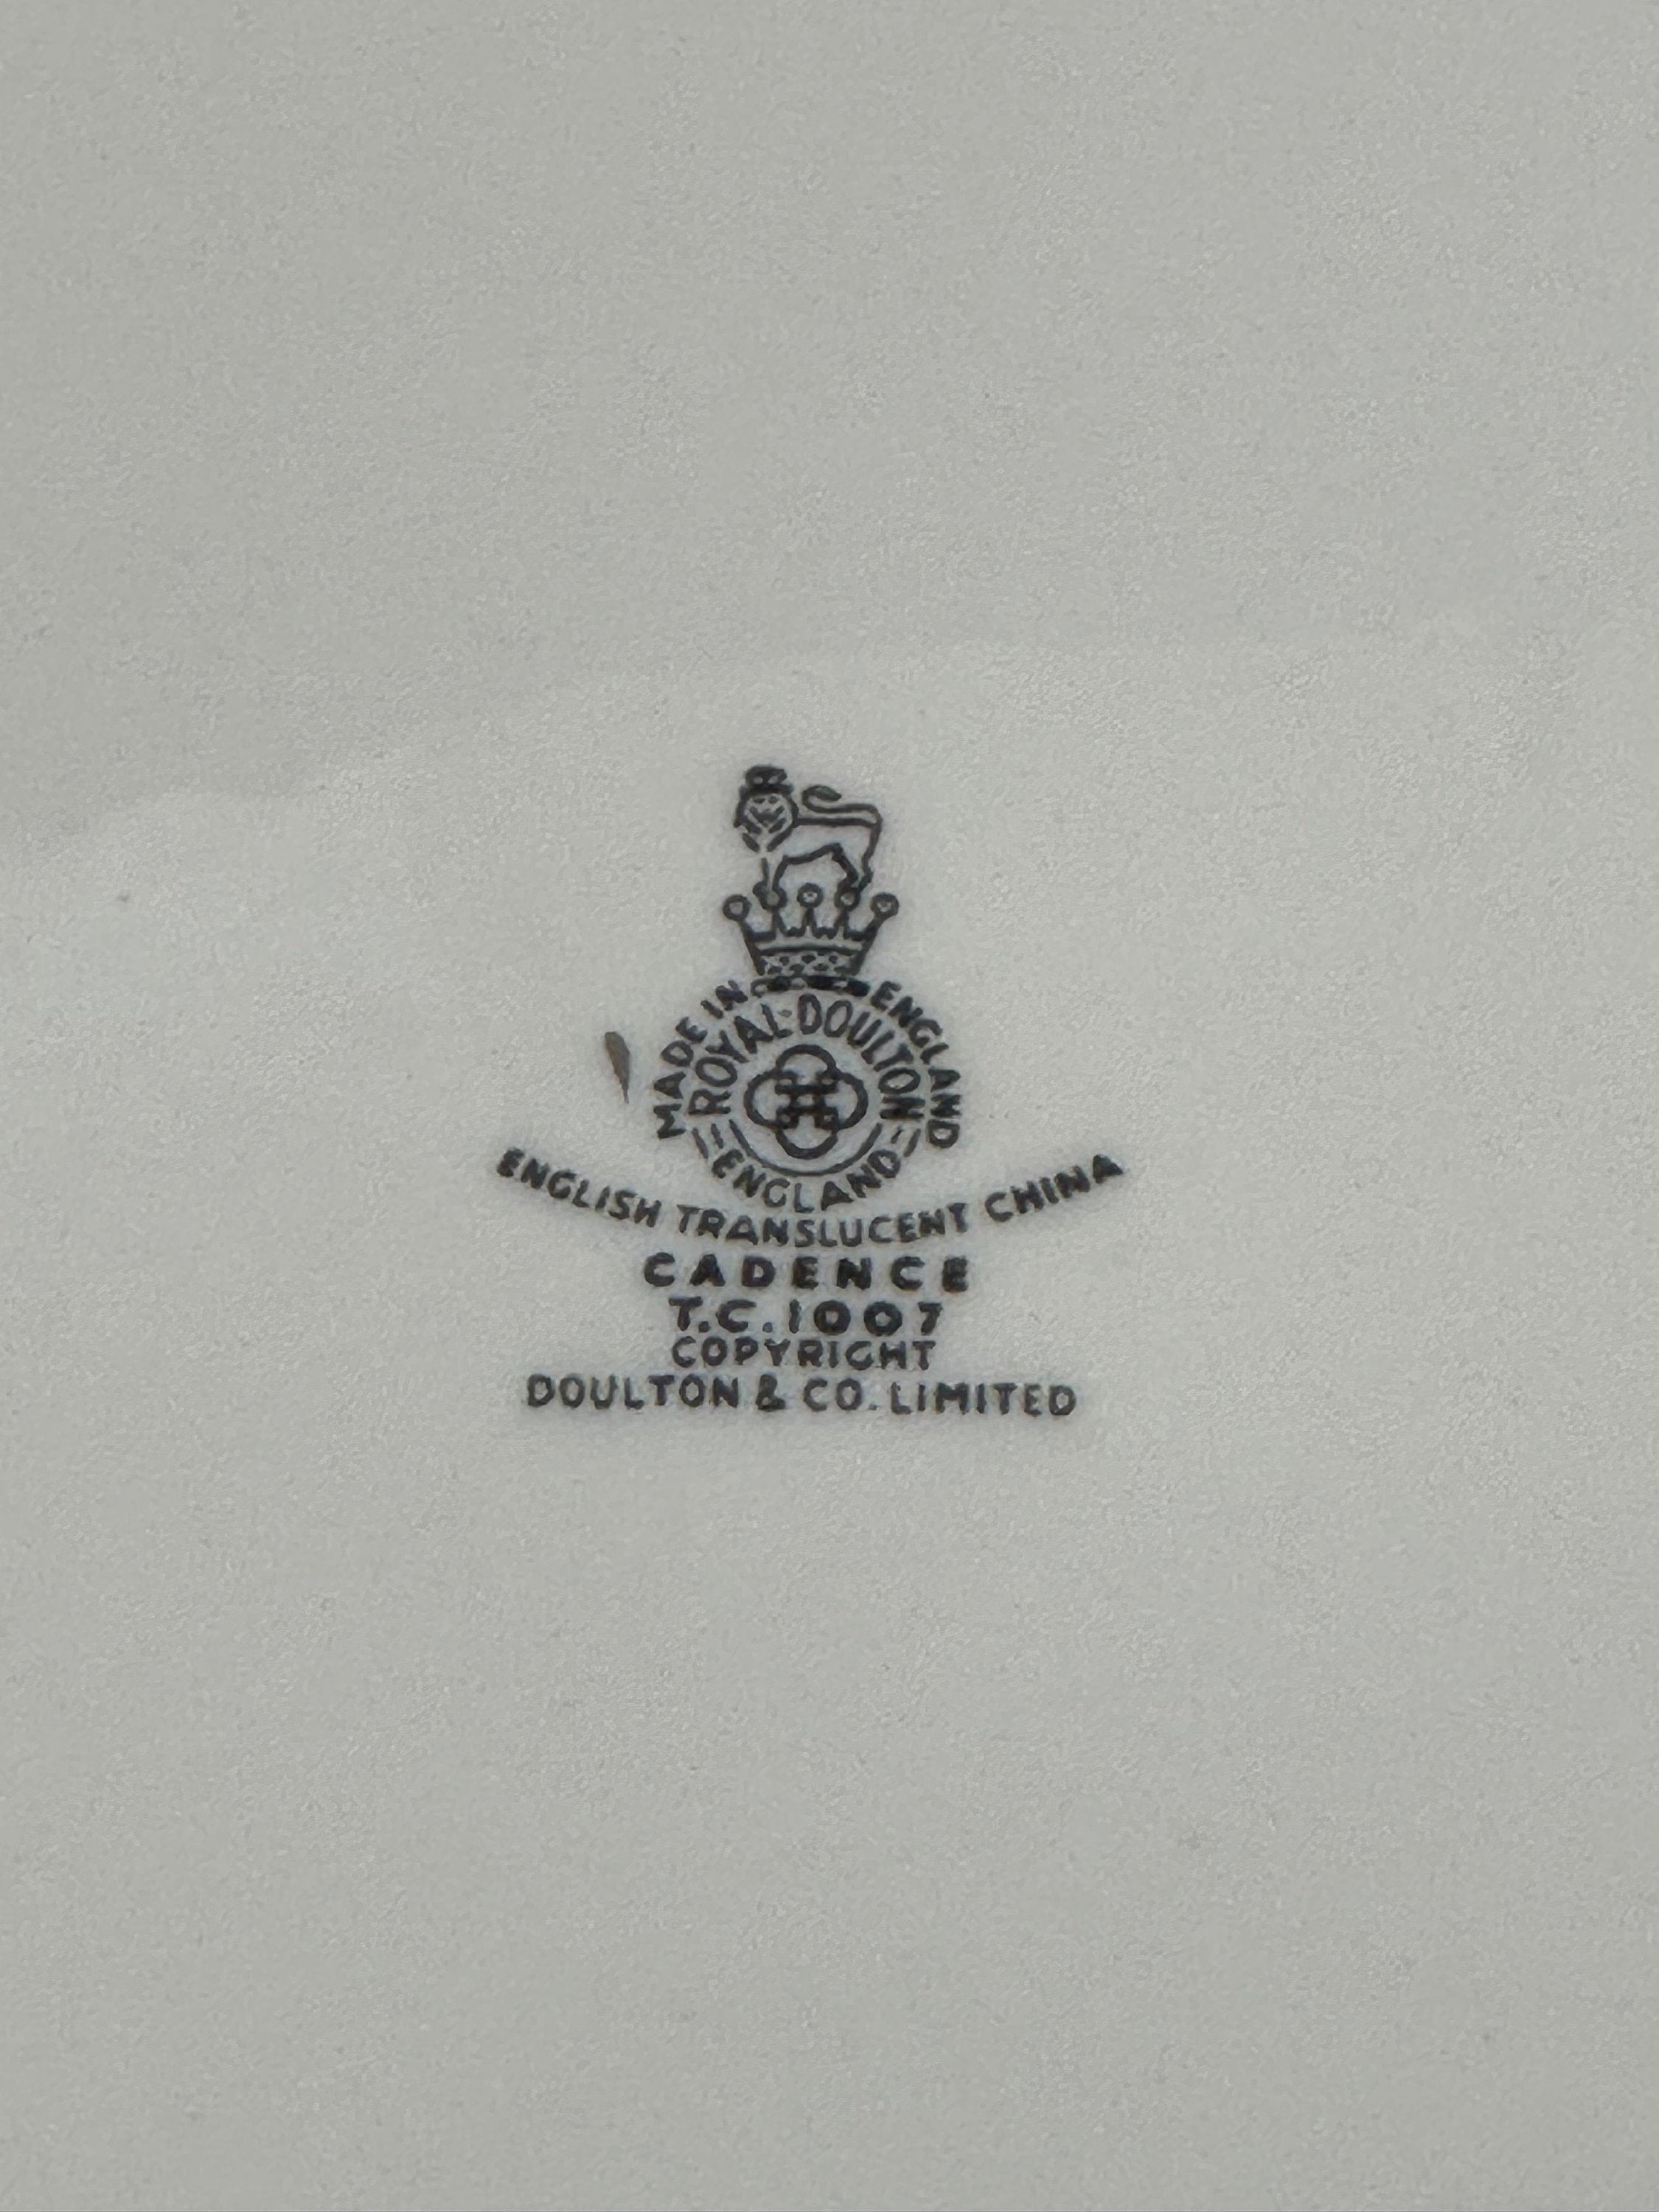 MADE IN ENGLAND
ROYAL DOULTON
ENGLAND
ENGLISH TRANSLUCENT CHINA
CADENCE
T.C.1007
COPYRIGHT
DOULTON & CO. LIMITED